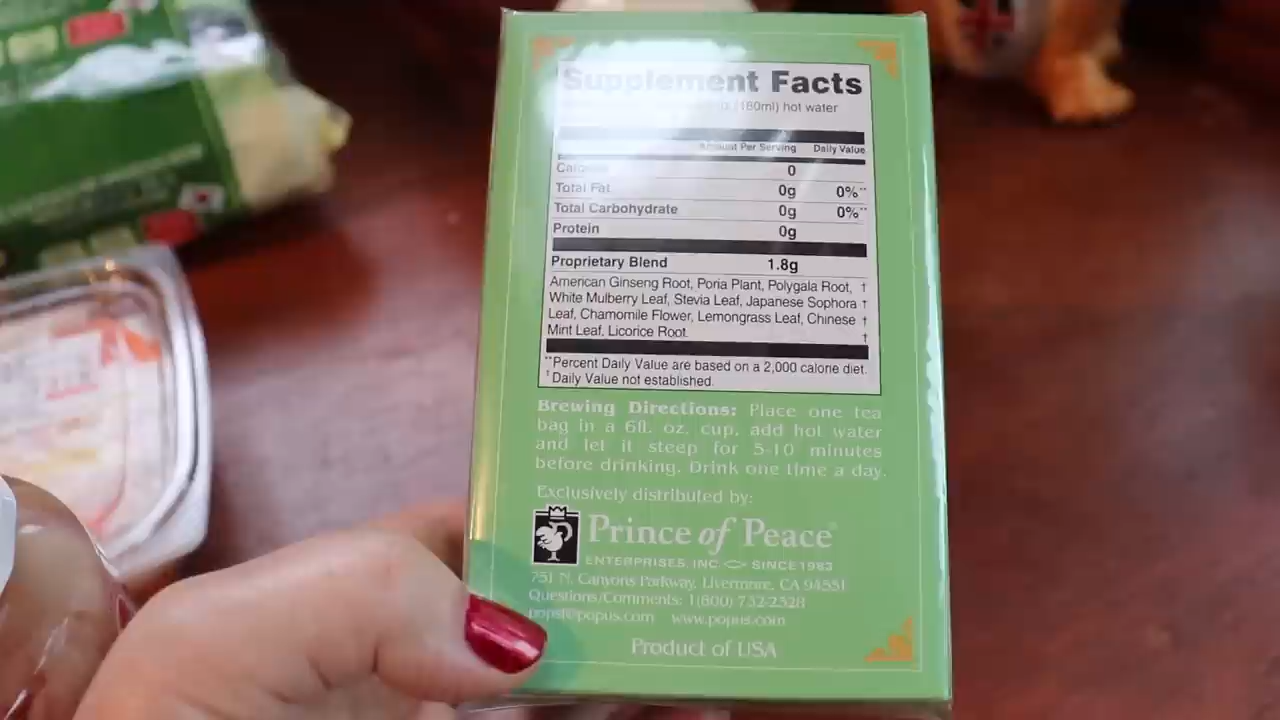 Supplement Facts
(180ml) hot water
Amount Per Serving Daily Value
Calories 0
Total Fat 0g 0%**
Total Carbohydrate 0g 0%**
Protein 0g
Proprietary Blend 1.8g
American Ginseng Root, Poria Plant, Polygala Root, †
White Mulberry Leaf, Stevia Leaf, Japanese Sophora †
Leaf, Chamomile Flower, Lemongrass Leaf, Chinese †
Mint Leaf, Licorice Root †
**Percent Daily Value are based on a 2,000 calorie diet.
†Daily Value not established.
Brewing Directions: Place one tea
bag in a 6fl. oz. cup, add hot water
and let it steep for 5-10 minutes
before drinking. Drink one time a day.
Exclusively distributed by:
Prince of Peace®
ENTERPRISES, INC. SINCE 1983
751 N. Canyons Parkway, Livermore, CA 94551
Questions/Comments: 1(800) 732-2328
popsf@popus.com www.popus.com
Product of USA